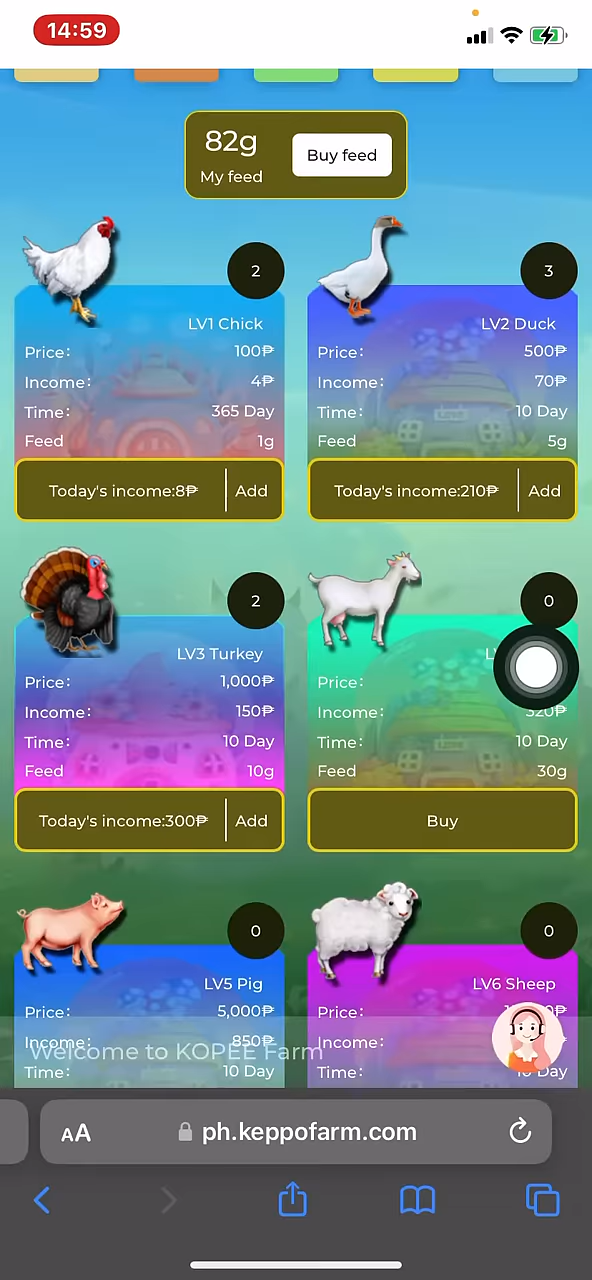 14:59
82g
My feed
Buy feed
2
3
LV1 Chick
LV2 Duck
Price: 100₱
Price: 500₱
Income: 4₱
Income: 70₱
Time: 365 Day
Time: 10 Day
Feed 1g
Feed 5g
Today's income:8₱ Add
Today's income:210₱ Add
2
0
LV3 Turkey
Price: 1,000₱
Price:
Income: 150₱
Income: 320₱
Time: 10 Day
Time: 10 Day
Feed 10g
Feed 30g
Today's income:300₱ Add
Buy
0
0
LV5 Pig
LV6 Sheep
Price: 5,000₱
Price:
Income: 850₱
Income:
Welcome to KOPEE Farm
Time: 10 Day
Time: 10 Day
AA
ph.keppofarm.com